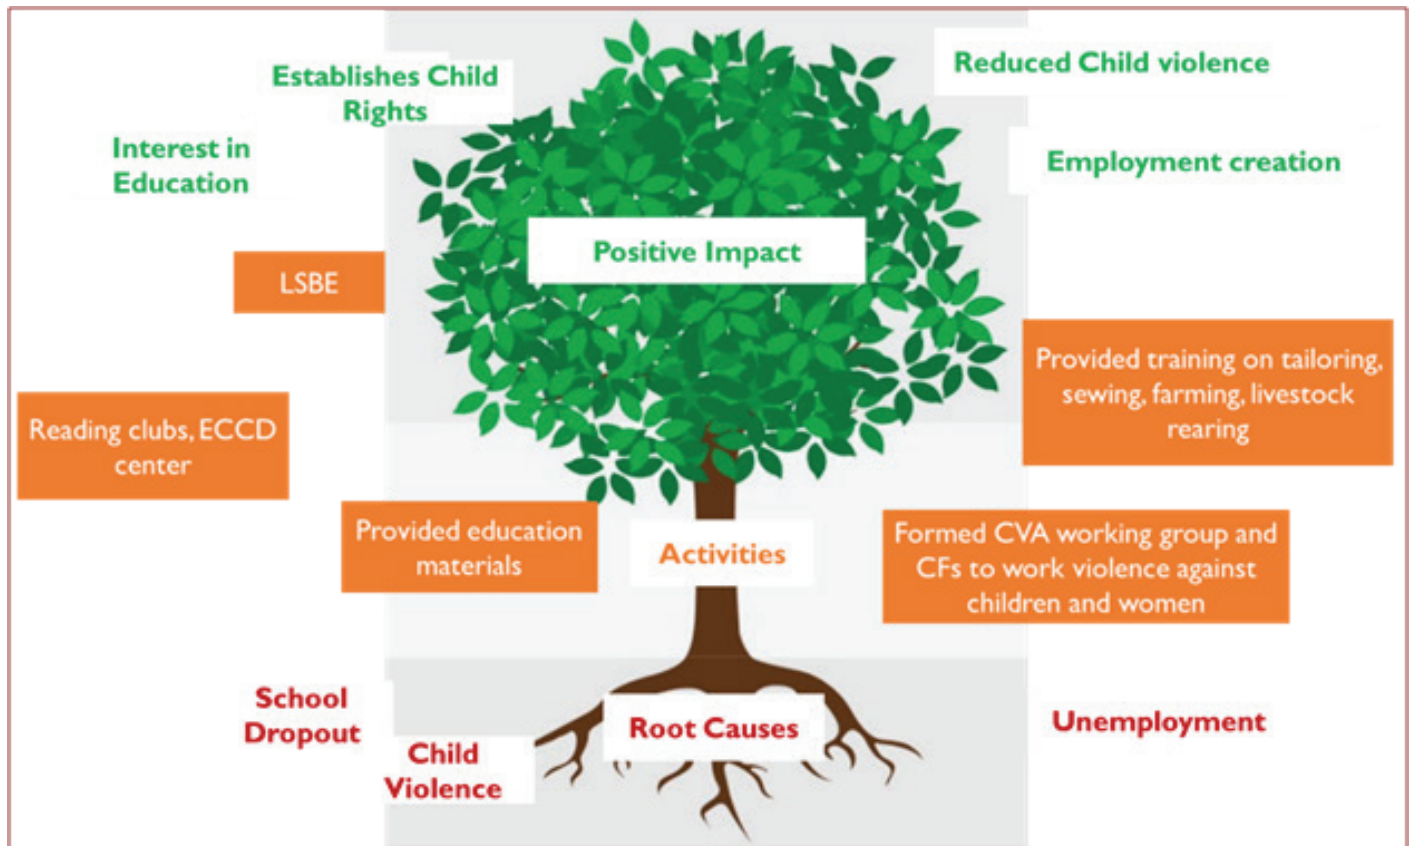 Establishes Child
Rights
Reduced Child violence
Interest in
Education
Employment creation
Positive Impact
LSBE
Provided training on tailoring,
sewing, farming, livestock
rearing
Reading clubs, ECCD
center
Provided education
materials
Activities
Formed CVA working group and
CFs to work violence against
children and women
School
Dropout
Child
Violence
Root Causes
Unemployment